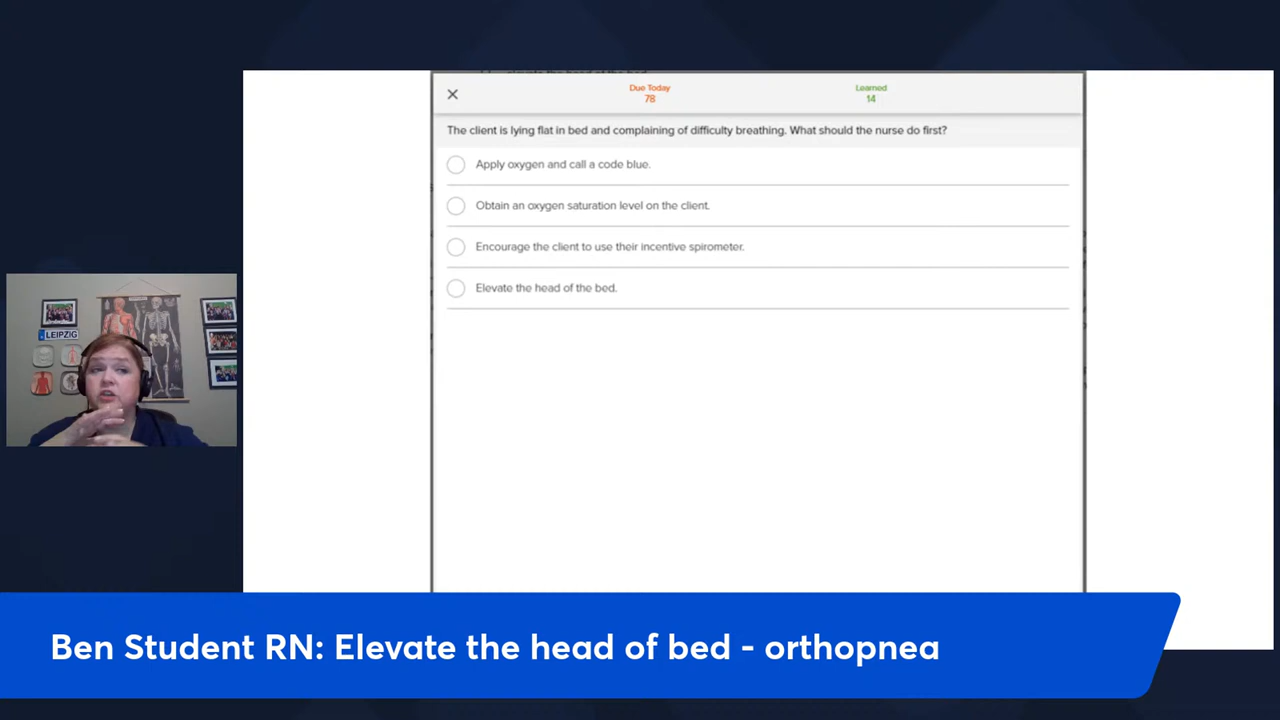 Due Today
78
Learned
14
The client is lying flat in bed and complaining of difficulty breathing. What should the nurse do first?
Apply oxygen and call a code blue.
Obtain an oxygen saturation level on the client.
Encourage the client to use their incentive spirometer.
Elevate the head of the bed.
LEIPZIG
Ben Student RN: Elevate the head of bed - orthopnea